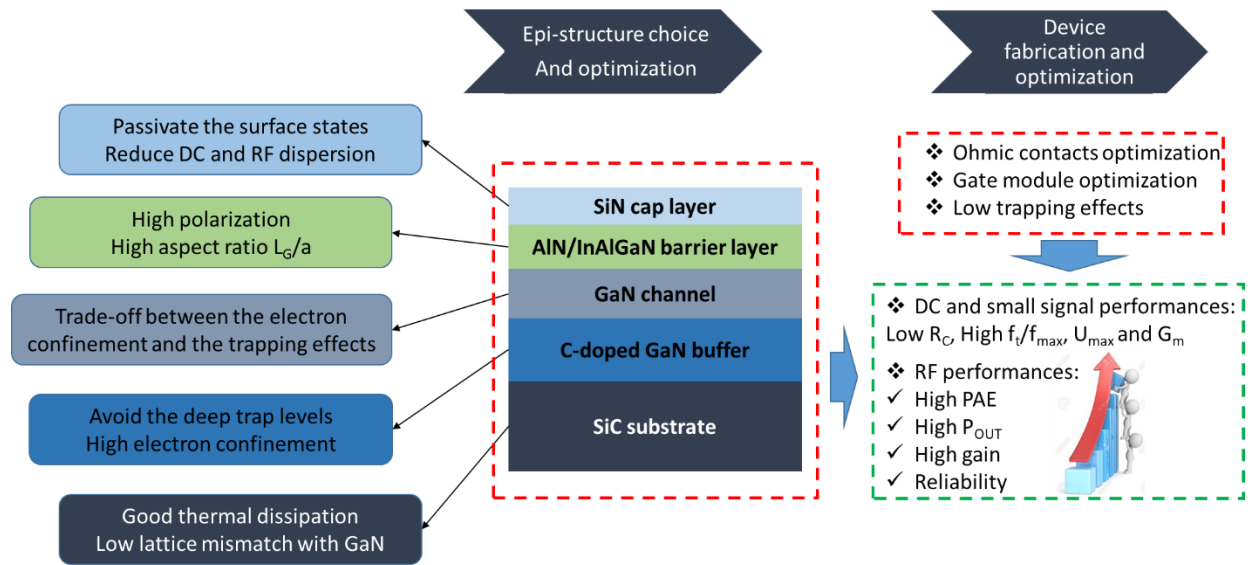 Epi-structure choice
And optimization
Device
fabrication and
optimization
Passivate the surface states
Reduce DC and RF dispersion
High polarization
High aspect ratio LG/a
Trade-off between the electron
confinement and the trapping effects
Avoid the deep trap levels
High electron confinement
Good thermal dissipation
Low lattice mismatch with GaN
SiN cap layer
AlN/InAlGaN barrier layer
GaN channel
C-doped GaN buffer
SiC substrate
❖ Ohmic contacts optimization
❖ Gate module optimization
❖ Low trapping effects
❖ DC and small signal performances:
Low RC, High ft/fmax, Umax and Gm
❖ RF performances:
✓ High PAE
✓ High POUT
✓ High gain
✓ Reliability